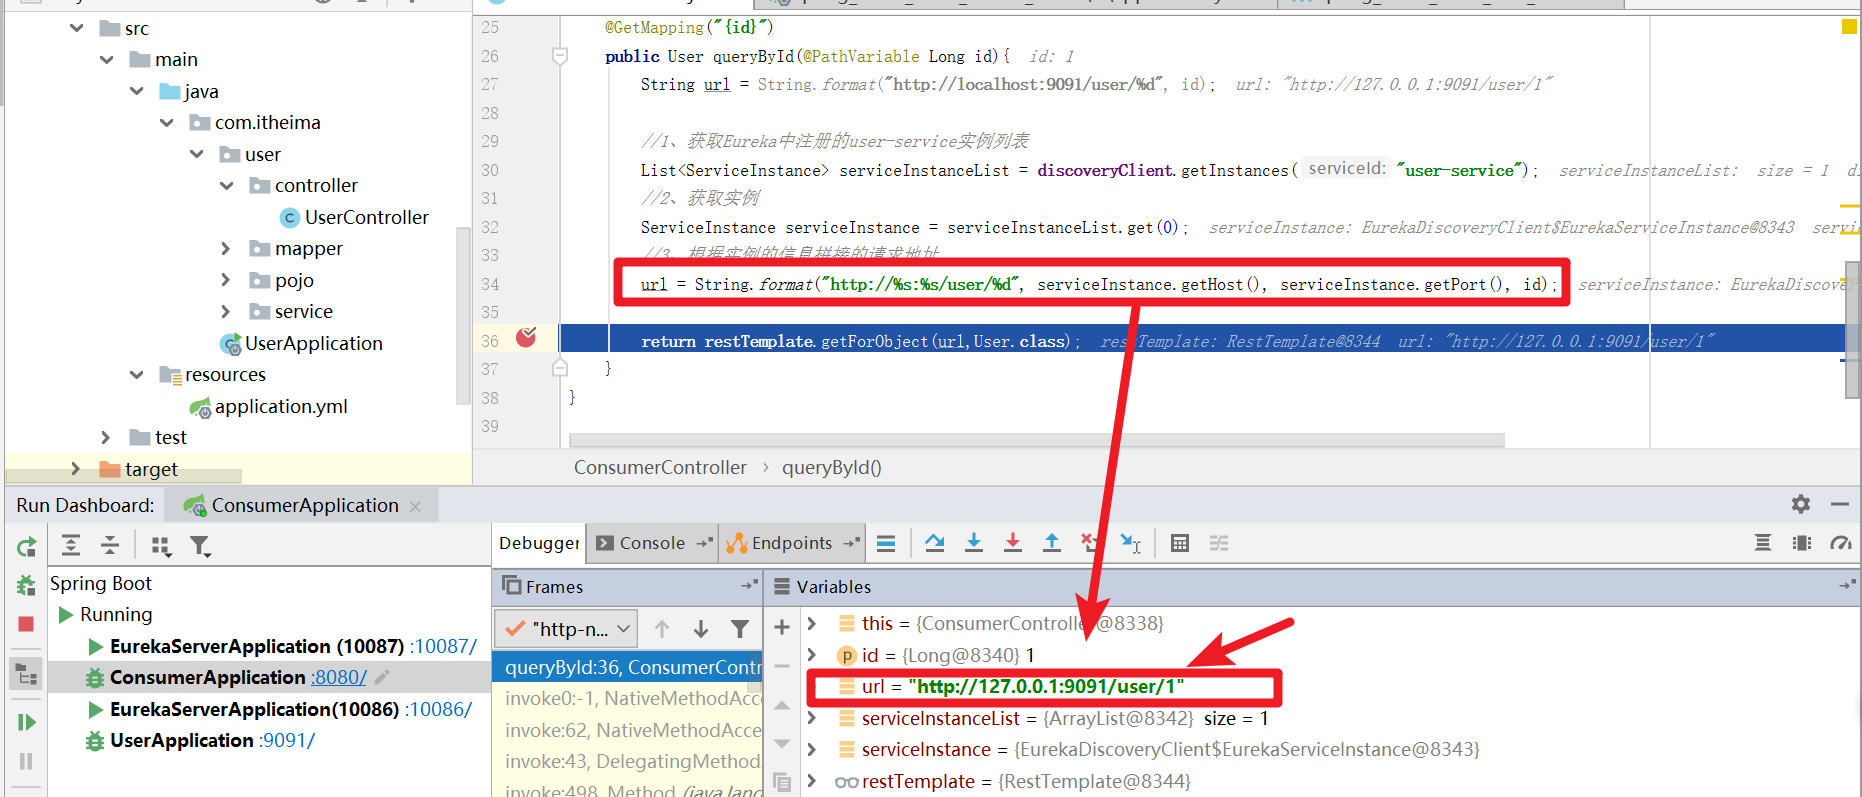 src
main
java
com.itheima
user
controller
UserController
mapper
pojo
service
UserApplication
resources
application.yml
test
target
25 @GetMapping("{id}")
26 public User queryById(@PathVariable Long id){ id: 1
27 String url = String.format("http://localhost:9091/user/%d", id); url: "http://127.0.0.1:9091/user/1"
28
29 //1、获取Eureka中注册的user-service实例列表
30 List<ServiceInstance> serviceInstanceList = discoveryClient.getInstances( serviceId: "user-service"); serviceInstanceList: size = 1
31 //2、获取实例
32 ServiceInstance serviceInstance = serviceInstanceList.get(0); serviceInstance: EurekaDiscoveryClient$EurekaServiceInstance@8343
33 //3、根据实例的信息拼接的请求地址
34 url = String.format("http://%s:%s/user/%d", serviceInstance.getHost(), serviceInstance.getPort(), id); serviceInstance: EurekaDiscover
35
36 return restTemplate.getForObject(url,User.class); restTemplate: RestTemplate@8344 url: "http://127.0.0.1:9091/user/1"
37 }
38 }
39
ConsumerController › queryById()
Run Dashboard: ConsumerApplication
Debugger Console Endpoints
Spring Boot
Running
EurekaServerApplication (10087) :10087/
ConsumerApplication :8080/
EurekaServerApplication(10086) :10086/
UserApplication :9091/
Frames
"http-n...
queryById:36, ConsumerContr
invoke0:-1, NativeMethodAcce
invoke:62, NativeMethodAcce
invoke:43, DelegatingMethod
invoke:498, Method (java.lang
Variables
this = {ConsumerController@8338}
id = {Long@8340} 1
url = "http://127.0.0.1:9091/user/1"
serviceInstanceList = {ArrayList@8342} size = 1
serviceInstance = {EurekaDiscoveryClient$EurekaServiceInstance@8343}
restTemplate = {RestTemplate@8344}